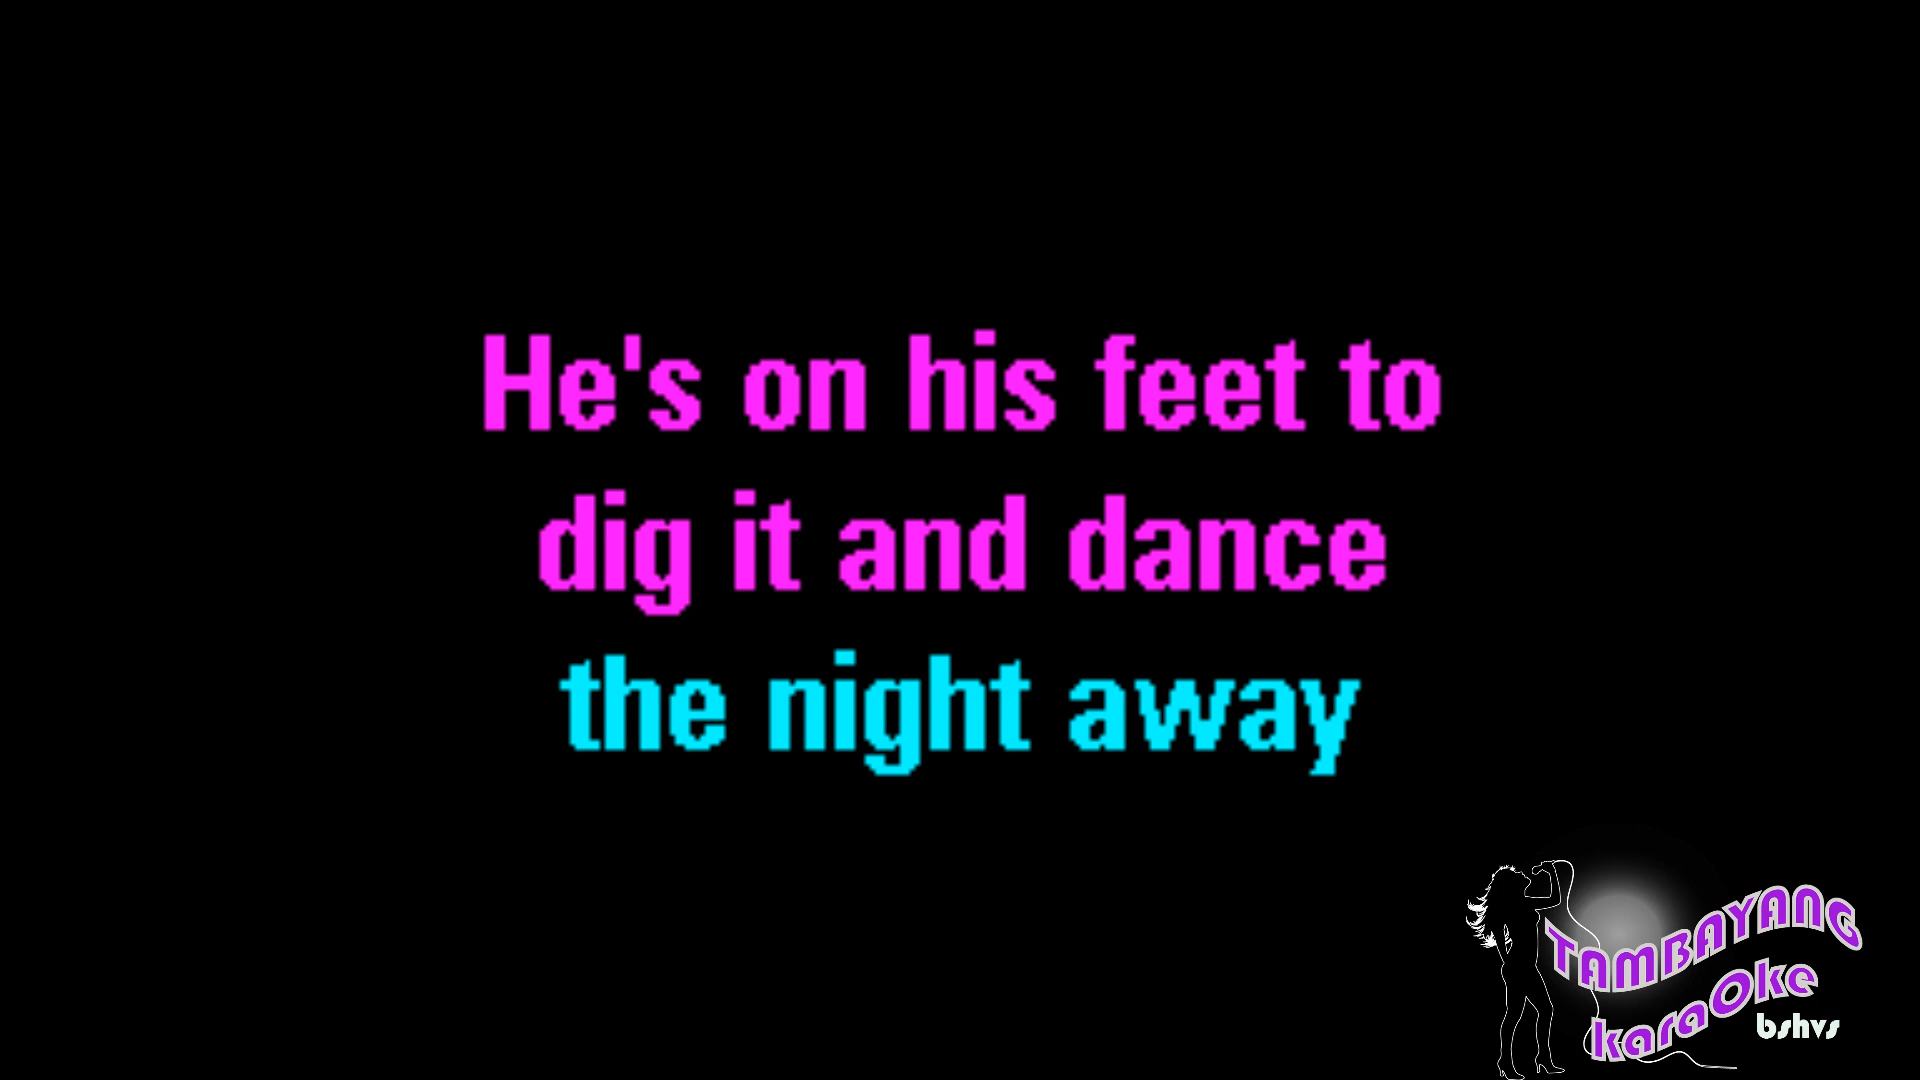 He's on his feet to
dig it and dance
the night away
TAMBAYANG
karaOke
bshvs